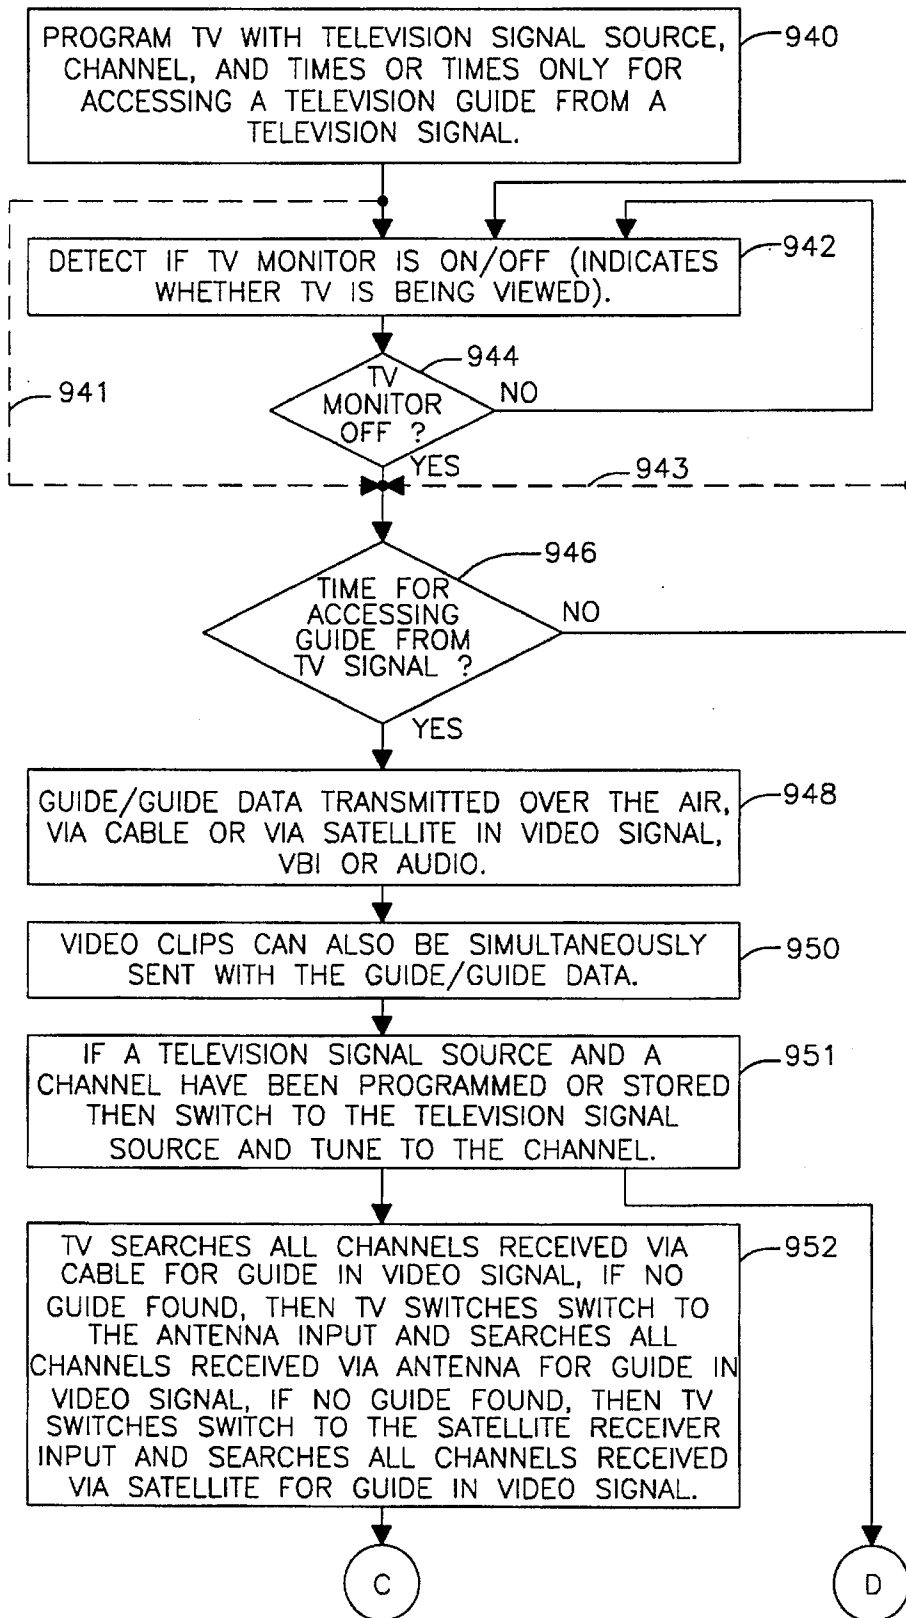 PROGRAM TV WITH TELEVISION SIGNAL SOURCE,
CHANNEL, AND TIMES OR TIMES ONLY FOR
ACCESSING A TELEVISION GUIDE FROM A
TELEVISION SIGNAL.
940
DETECT IF TV MONITOR IS ON/OFF (INDICATES
WHETHER TV IS BEING VIEWED).
942
944
TV
MONITOR
OFF ?
NO
941
YES
943
946
TIME FOR
ACCESSING
GUIDE FROM
TV SIGNAL ?
NO
YES
GUIDE/GUIDE DATA TRANSMITTED OVER THE AIR,
VIA CABLE OR VIA SATELLITE IN VIDEO SIGNAL,
VBI OR AUDIO.
948
VIDEO CLIPS CAN ALSO BE SIMULTANEOUSLY
SENT WITH THE GUIDE/GUIDE DATA.
950
IF A TELEVISION SIGNAL SOURCE AND A
CHANNEL HAVE BEEN PROGRAMMED OR STORED
THEN SWITCH TO THE TELEVISION SIGNAL
SOURCE AND TUNE TO THE CHANNEL.
951
TV SEARCHES ALL CHANNELS RECEIVED VIA
CABLE FOR GUIDE IN VIDEO SIGNAL, IF NO
GUIDE FOUND, THEN TV SWITCHES SWITCH TO
THE ANTENNA INPUT AND SEARCHES ALL
CHANNELS RECEIVED VIA ANTENNA FOR GUIDE IN
VIDEO SIGNAL, IF NO GUIDE FOUND, THEN TV
SWITCHES SWITCH TO THE SATELLITE RECEIVER
INPUT AND SEARCHES ALL CHANNELS RECEIVED
VIA SATELLITE FOR GUIDE IN VIDEO SIGNAL.
952
C
D